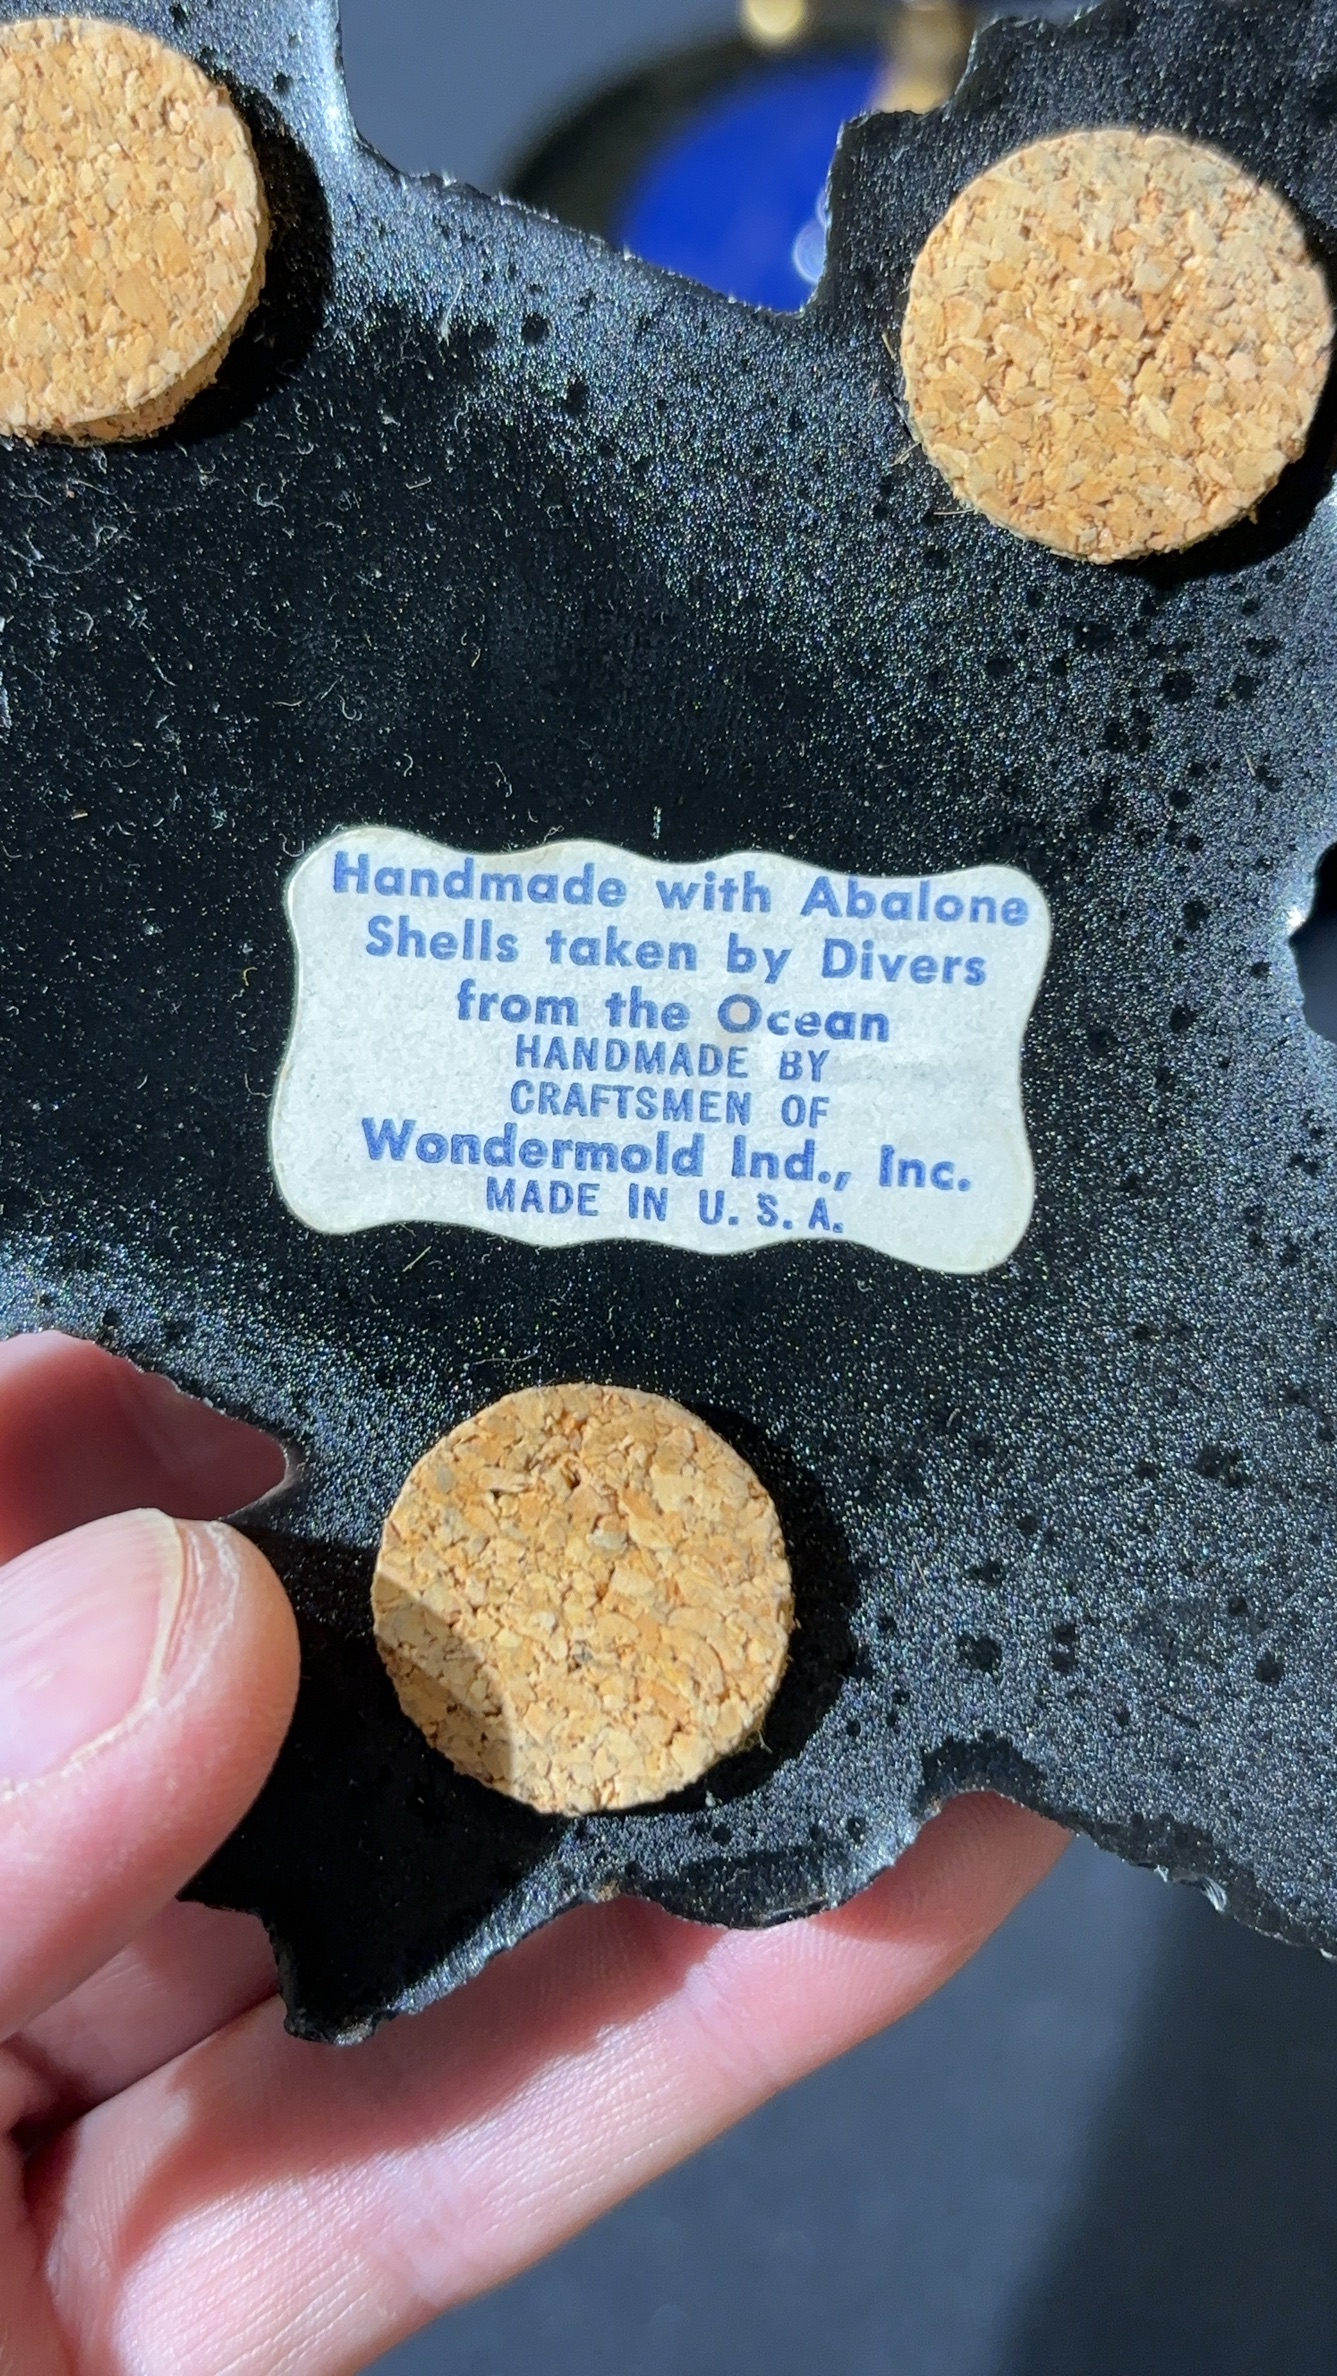 Handmade with Abalone
Shells taken by Divers
from the Ocean
HANDMADE BY
CRAFTSMEN OF
Wondermold Ind., Inc.
MADE IN U. S. A.